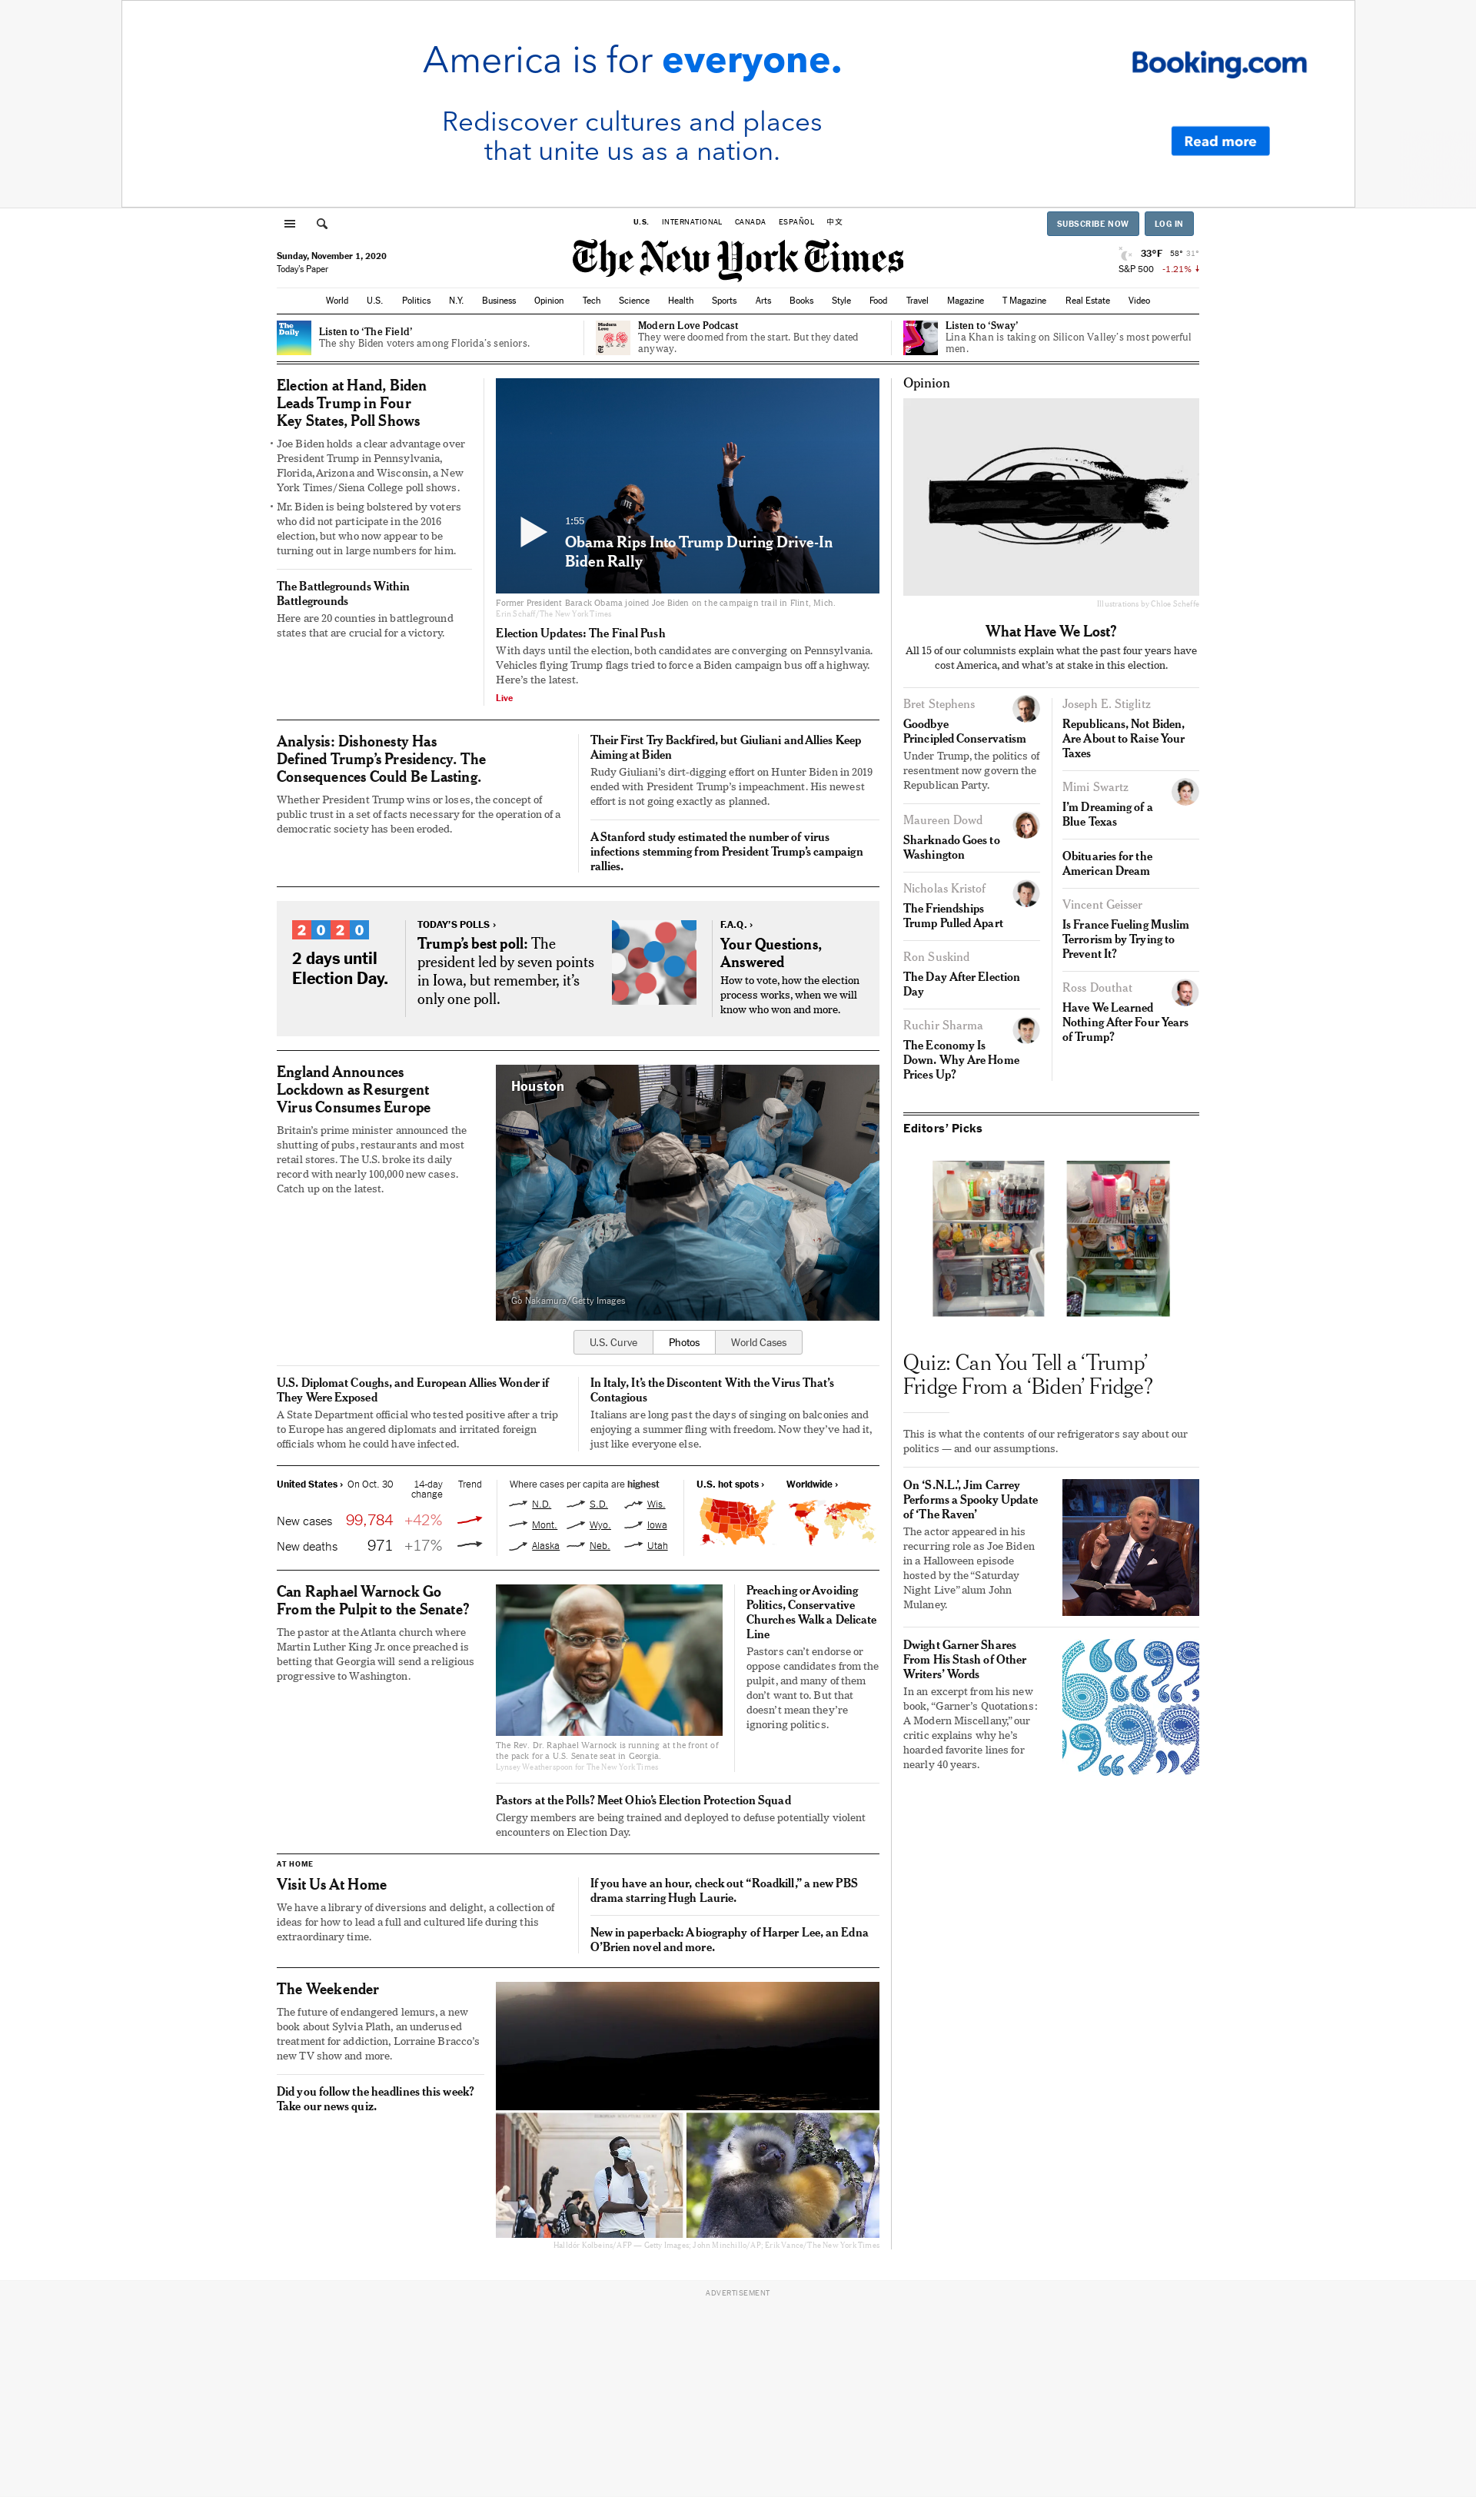 America is for everyone.
Rediscover cultures and places
that unite us as a nation.
Booking.com
Read more
U.S. INTERNATIONAL CANADA ESPAÑOL 中文
SUBSCRIBE NOW
LOG IN
Sunday, November 1, 2020
Today's Paper
The New York Times
33°F 58° 31°
S&P 500 -1.21%
World U.S. Politics N.Y. Business Opinion Tech Science Health Sports Arts Books Style Food Travel Magazine T Magazine Real Estate Video
The
Daily
Listen to ‘The Field’
The shy Biden voters among Florida’s seniors.
Modern
Love
Modern Love Podcast
They were doomed from the start. But they dated
anyway.
Sway
Listen to ‘Sway’
Lina Khan is taking on Silicon Valley’s most powerful
men.
Election at Hand, Biden
Leads Trump in Four
Key States, Poll Shows
• Joe Biden holds a clear advantage over
President Trump in Pennsylvania,
Florida, Arizona and Wisconsin, a New
York Times/Siena College poll shows.
• Mr. Biden is being bolstered by voters
who did not participate in the 2016
election, but who now appear to be
turning out in large numbers for him.
The Battlegrounds Within
Battlegrounds
Here are 20 counties in battleground
states that are crucial for a victory.
1:55
Obama Rips Into Trump During Drive-In
Biden Rally
Former President Barack Obama joined Joe Biden on the campaign trail in Flint, Mich.
Erin Schaff/The New York Times
Election Updates: The Final Push
With days until the election, both candidates are converging on Pennsylvania.
Vehicles flying Trump flags tried to force a Biden campaign bus off a highway.
Here’s the latest.
Live
Analysis: Dishonesty Has
Defined Trump’s Presidency. The
Consequences Could Be Lasting.
Whether President Trump wins or loses, the concept of
public trust in a set of facts necessary for the operation of a
democratic society has been eroded.
Their First Try Backfired, but Giuliani and Allies Keep
Aiming at Biden
Rudy Giuliani’s dirt-digging effort on Hunter Biden in 2019
ended with President Trump’s impeachment. His newest
effort is not going exactly as planned.
A Stanford study estimated the number of virus
infections stemming from President Trump’s campaign
rallies.
2020
2 days until
Election Day.
TODAY’S POLLS ›
Trump’s best poll: The
president led by seven points
in Iowa, but remember, it’s
only one poll.
F.A.Q. ›
Your Questions,
Answered
How to vote, how the election
process works, when we will
know who won and more.
England Announces
Lockdown as Resurgent
Virus Consumes Europe
Britain’s prime minister announced the
shutting of pubs, restaurants and most
retail stores. The U.S. broke its daily
record with nearly 100,000 new cases.
Catch up on the latest.
Houston
Go Nakamura/Getty Images
U.S. Curve
Photos
World Cases
U.S. Diplomat Coughs, and European Allies Wonder if
They Were Exposed
A State Department official who tested positive after a trip
to Europe has angered diplomats and irritated foreign
officials whom he could have infected.
In Italy, It’s the Discontent With the Virus That’s
Contagious
Italians are long past the days of singing on balconies and
enjoying a summer fling with freedom. Now they’ve had it,
just like everyone else.
United States › On Oct. 30 14-day
change Trend
New cases 99,784 +42%
New deaths 971 +17%
Where cases per capita are highest
N.D. S.D. Wis.
Mont. Wyo. Iowa
Alaska Neb. Utah
U.S. hot spots › Worldwide ›
Can Raphael Warnock Go
From the Pulpit to the Senate?
The pastor at the Atlanta church where
Martin Luther King Jr. once preached is
betting that Georgia will send a religious
progressive to Washington.
The Rev. Dr. Raphael Warnock is running at the front of
the pack for a U.S. Senate seat in Georgia.
Lynsey Weatherspoon for The New York Times
Preaching or Avoiding
Politics, Conservative
Churches Walk a Delicate
Line
Pastors can’t endorse or
oppose candidates from the
pulpit, and many of them
don’t want to. But that
doesn’t mean they’re
ignoring politics.
Pastors at the Polls? Meet Ohio’s Election Protection Squad
Clergy members are being trained and deployed to defuse potentially violent
encounters on Election Day.
AT HOME
Visit Us At Home
We have a library of diversions and delight, a collection of
ideas for how to lead a full and cultured life during this
extraordinary time.
If you have an hour, check out “Roadkill,” a new PBS
drama starring Hugh Laurie.
New in paperback: A biography of Harper Lee, an Edna
O’Brien novel and more.
The Weekender
The future of endangered lemurs, a new
book about Sylvia Plath, an underused
treatment for addiction, Lorraine Bracco’s
new TV show and more.
Did you follow the headlines this week?
Take our news quiz.
Halldór Kolbeins/AFP — Getty Images; John Minchillo/AP; Erik Vance/The New York Times
Opinion
Illustrations by Chloe Scheffe
What Have We Lost?
All 15 of our columnists explain what the past four years have
cost America, and what’s at stake in this election.
Bret Stephens
Goodbye
Principled Conservatism
Under Trump, the politics of
resentment now govern the
Republican Party.
Maureen Dowd
Sharknado Goes to
Washington
Nicholas Kristof
The Friendships
Trump Pulled Apart
Ron Suskind
The Day After Election
Day
Ruchir Sharma
The Economy Is
Down. Why Are Home
Prices Up?
Joseph E. Stiglitz
Republicans, Not Biden,
Are About to Raise Your
Taxes
Mimi Swartz
I’m Dreaming of a
Blue Texas
Obituaries for the
American Dream
Vincent Geisser
Is France Fueling Muslim
Terrorism by Trying to
Prevent It?
Ross Douthat
Have We Learned
Nothing After Four Years
of Trump?
Editors’ Picks
Quiz: Can You Tell a ‘Trump’
Fridge From a ‘Biden’ Fridge?
This is what the contents of our refrigerators say about our
politics — and our assumptions.
On ‘S.N.L.’, Jim Carrey
Performs a Spooky Update
of ‘The Raven’
The actor appeared in his
recurring role as Joe Biden
in a Halloween episode
hosted by the “Saturday
Night Live” alum John
Mulaney.
Dwight Garner Shares
From His Stash of Other
Writers’ Words
In an excerpt from his new
book, “Garner’s Quotations:
A Modern Miscellany,” our
critic explains why he’s
hoarded favorite lines for
nearly 40 years.
ADVERTISEMENT